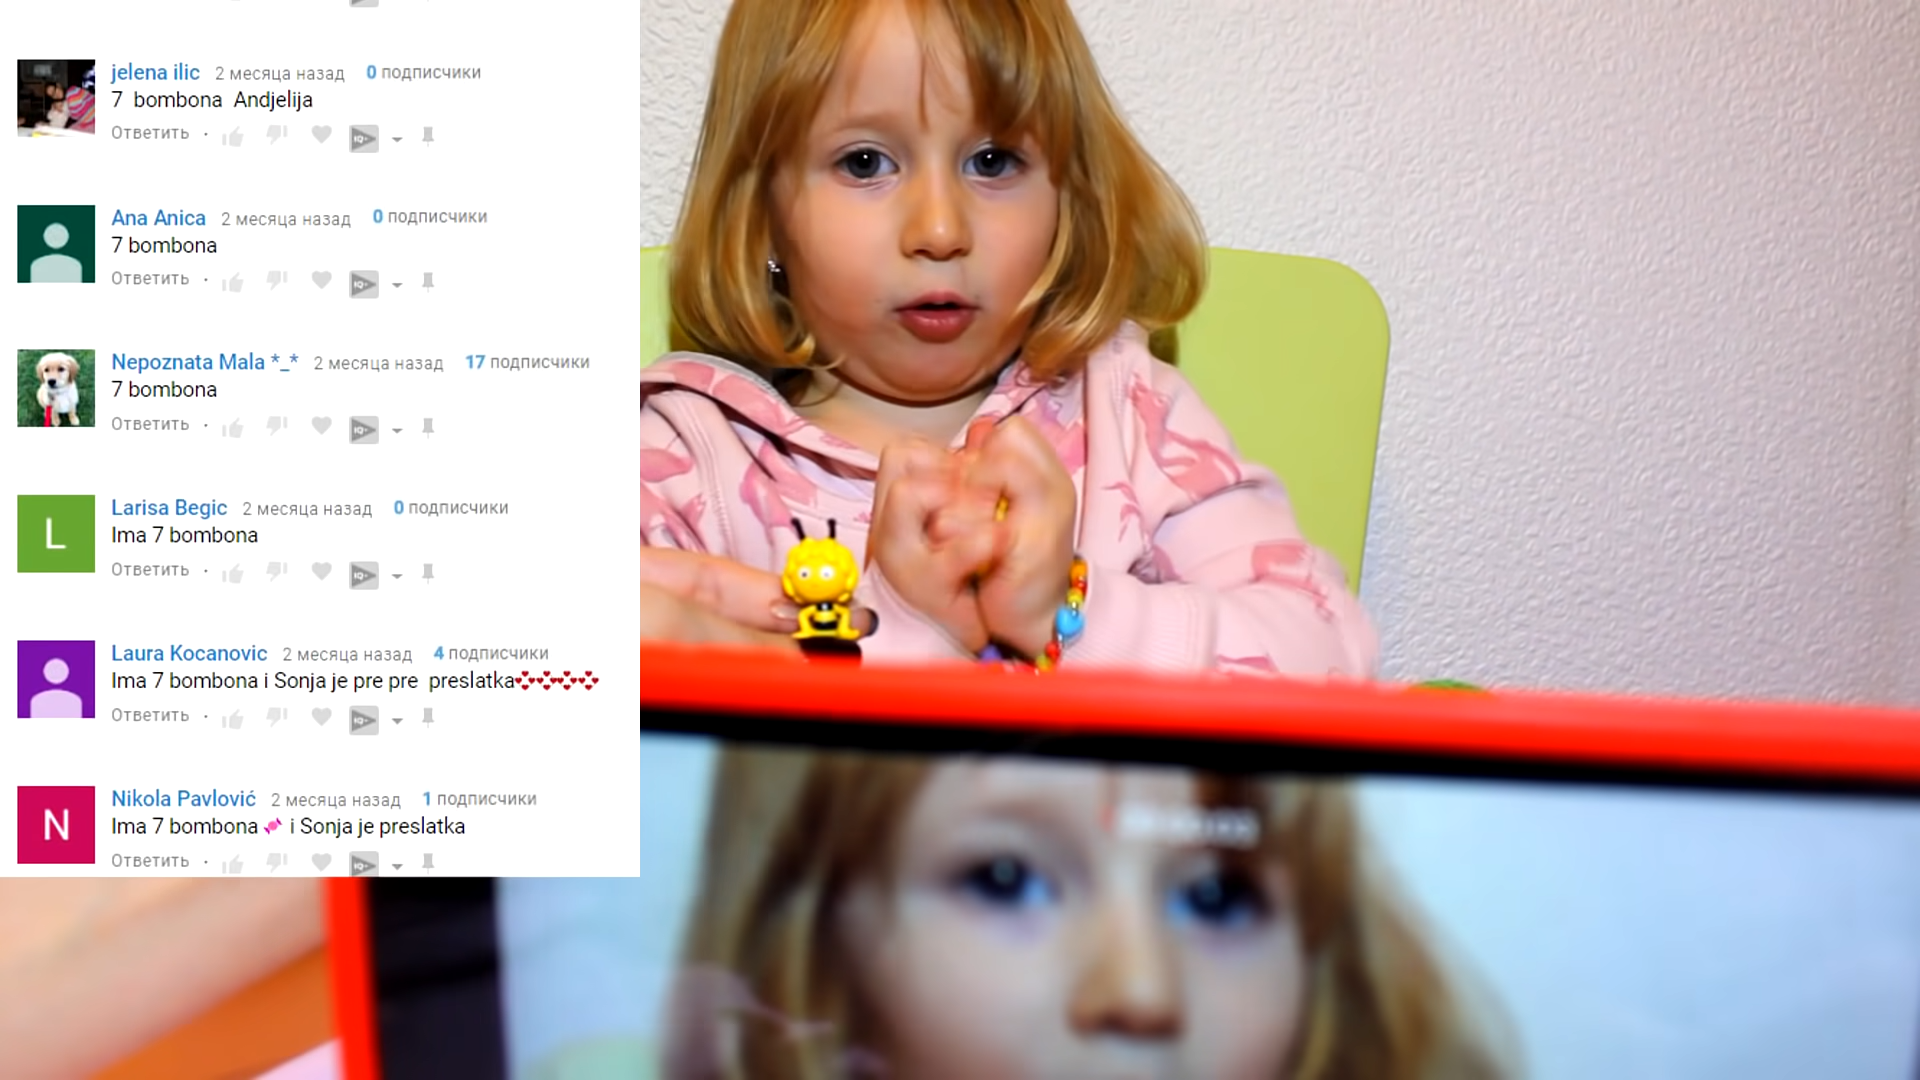 jelena ilic 2 месяца назад 0 подписчики
7 bombona Andjelija
Ответить
Ana Anica 2 месяца назад 0 подписчики
7 bombona
Ответить
Nepoznata Mala *_* 2 месяца назад 17 подписчики
7 bombona
Ответить
L
Larisa Begic 2 месяца назад 0 подписчики
Ima 7 bombona
Ответить
Laura Kocanovic 2 месяца назад 4 подписчики
Ima 7 bombona i Sonja je pre pre preslatka
Ответить
N
Nikola Pavlović 2 месяца назад 1 подписчики
Ima 7 bombona i Sonja je preslatka
Ответить